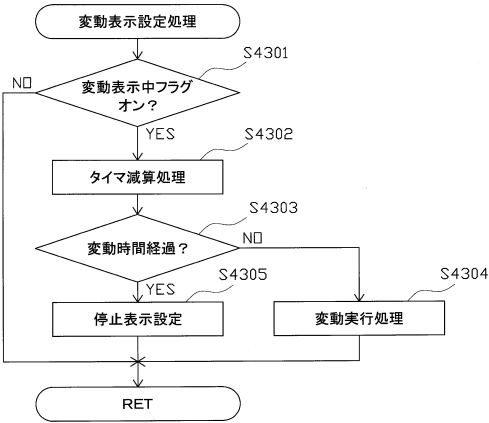 変動表示設定処理
S4301
NO
変動表示中フラグ
オン？
YES
S4302
タイマ減算処理
S4303
変動時間経過？
NO
YES
S4305
S4304
停止表示設定
変動実行処理
RET